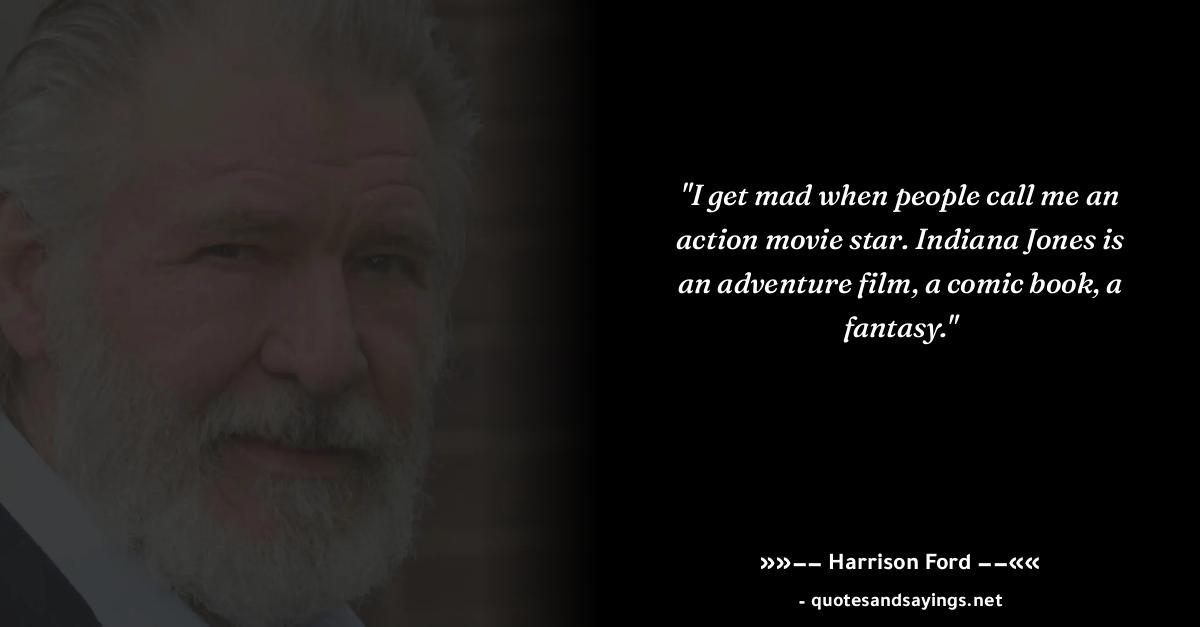 "I get mad when people call me an
action movie star. Indiana Jones is
an adventure film, a comic book, a
fantasy."
»»−− Harrison Ford −−««
- quotesandsayings.net